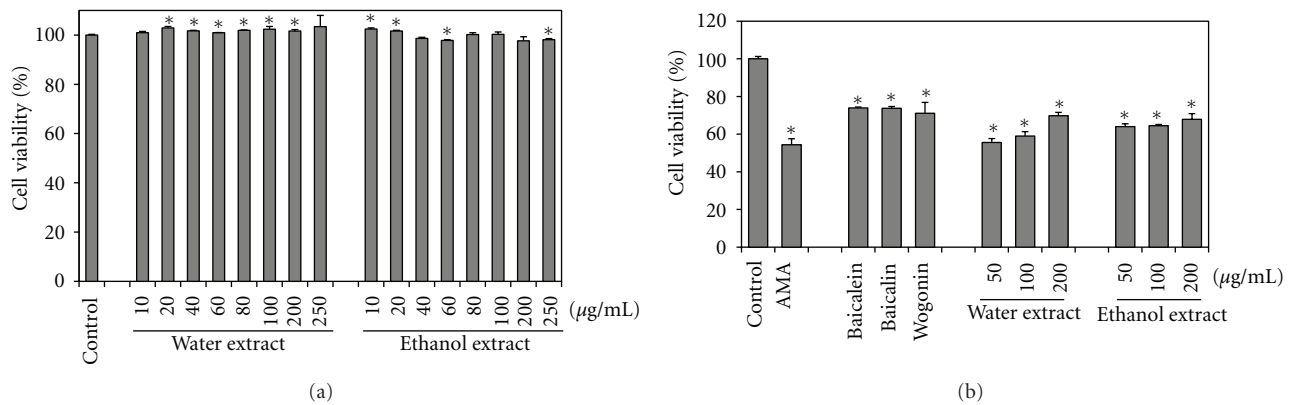 Cell viability (%)
120
100
80
60
40
20
0
∗ ∗ ∗ ∗ ∗ ∗ ∗ ∗ ∗ ∗
Control
10 20 40 60 80 100 200 250 10 20 40 60 80 100 200 250 (µg/mL)
Water extract Ethanol extract
(a)
Cell viability (%)
120
100
80
60
40
20
0
∗ ∗ ∗ ∗ ∗ ∗ ∗ ∗ ∗ ∗
Control
AMA
Baicalein
Baicalin
Wogonin
50 100 200 50 100 200 (µg/mL)
Water extract Ethanol extract
(b)